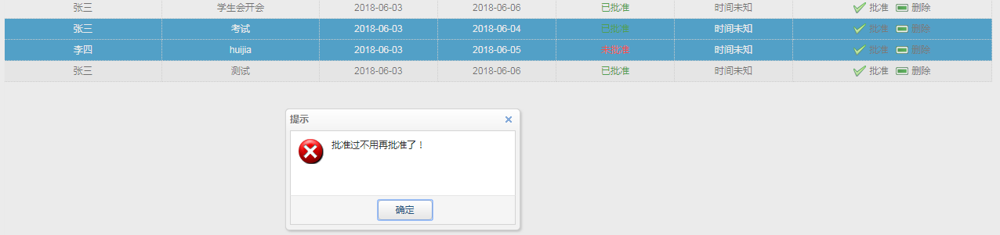 张三 学生会开会 2018-06-03 2018-06-06 已批准 时间未知 批准 删除
张三 考试 2018-06-03 2018-06-04 已批准 时间未知 批准 删除
李四 huijia 2018-06-03 2018-06-05 未批准 时间未知 批准 删除
张三 测试 2018-06-03 2018-06-06 已批准 时间未知 批准 删除
提示
批准过不用再批准了！
确定